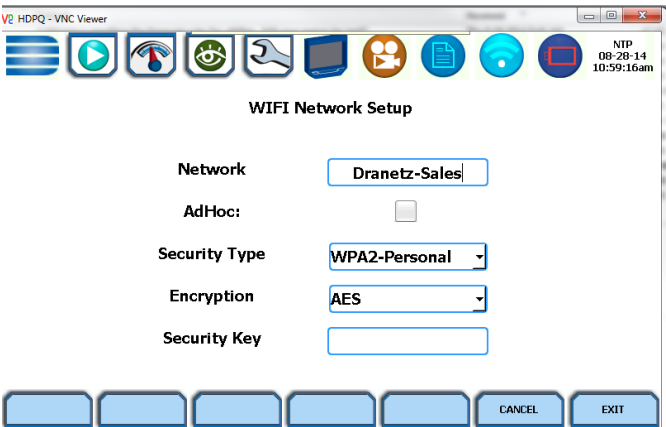 HDPQ - VNC Viewer
NTP
08-28-14
10:59:16am
WIFI Network Setup
Network Dranetz-Sales
AdHoc:
Security Type WPA2-Personal
Encryption AES
Security Key
CANCEL EXIT